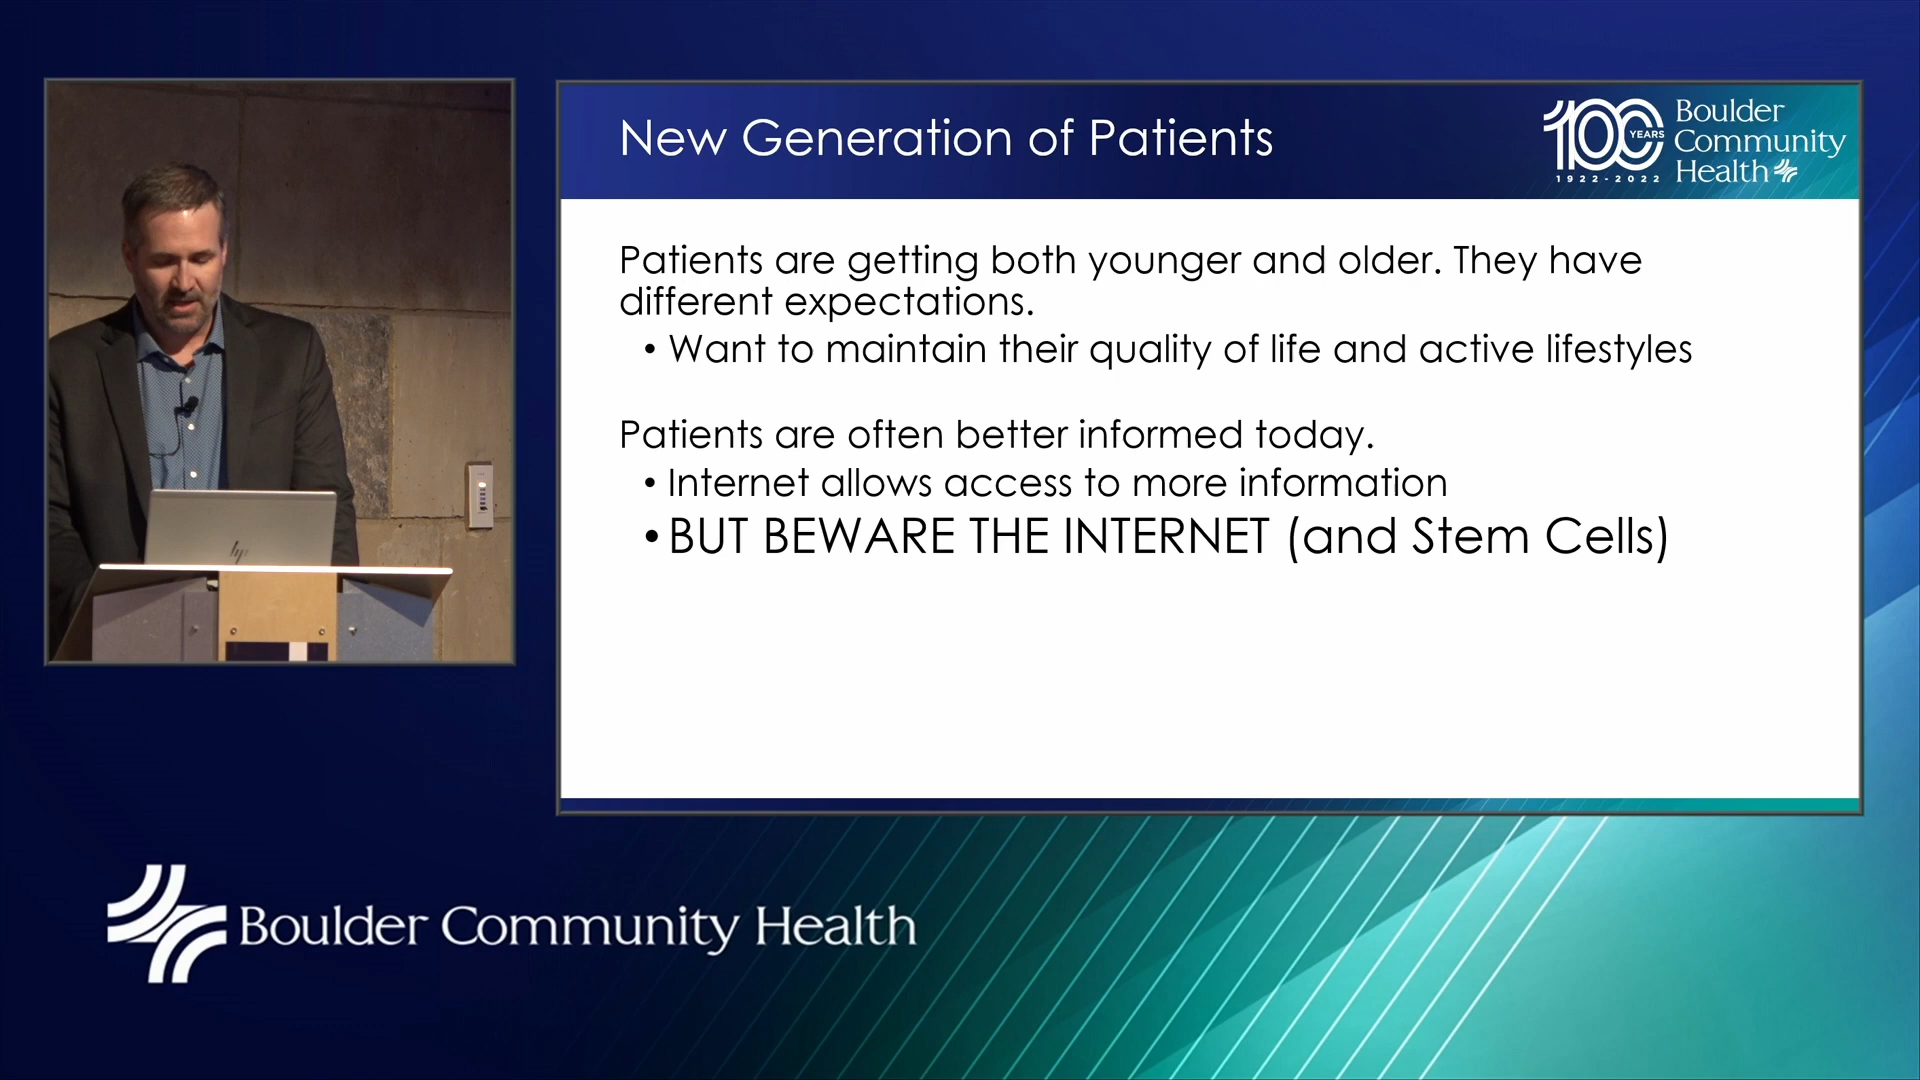 New Generation of Patients
100
YEARS
1922-2022
Boulder
Community
Health
Patients are getting both younger and older. They have
different expectations.
• Want to maintain their quality of life and active lifestyles
Patients are often better informed today.
• Internet allows access to more information
• BUT BEWARE THE INTERNET (and Stem Cells)
hp
Boulder Community Health